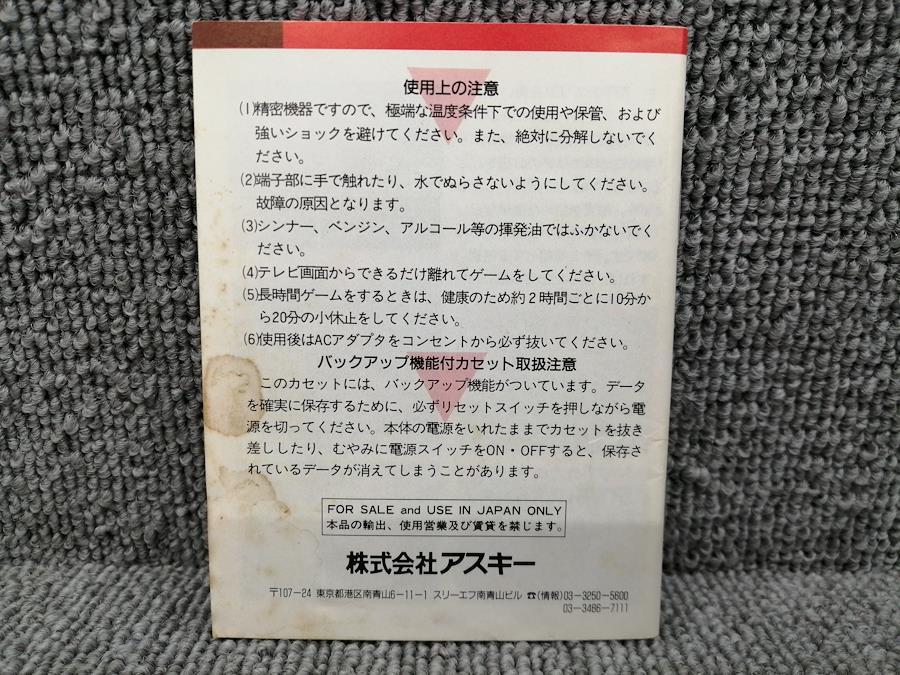 使用上の注意
(1)精密機器ですので、極端な温度条件下での使用や保管、および
強いショックを避けてください。また、絶対に分解しないでく
ださい。
(2)端子部に手で触れたり、水でぬらさないようにしてください。
故障の原因となります。
(3)シンナー、ベンジン、アルコール等の揮発油ではふかないでく
ださい。
(4)テレビ画面からできるだけ離れてゲームをしてください。
(5)長時間ゲームをするときは、健康のため約2時間ごとに10分か
ら20分の小休止をしてください。
(6)使用後はACアダプタをコンセントから必ず抜いてください。
バックアップ機能付カセット取扱注意
このカセットには、バックアップ機能がついています。データ
を確実に保存するために、必ずリセットスイッチを押しながら電
源を切ってください。本体の電源をいれたままでカセットを抜き
差ししたり、むやみに電源スイッチをON・OFFすると、保存さ
れているデータが消えてしまうことがあります。
FOR SALE and USE IN JAPAN ONLY
本品の輸出、使用営業及び賃貸を禁じます。
株式会社アスキー
〒107-24 東京都港区南青山6-11-1 スリーエフ南青山ビル ☎(情報)03-3250-5600
03-3486-7111